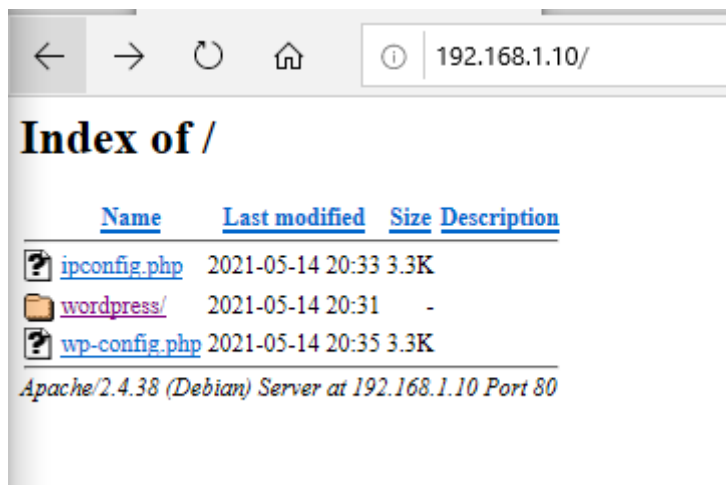 192.168.1.10/
Index of /
Name Last modified Size Description
ipconfig.php 2021-05-14 20:33 3.3K
wordpress/ 2021-05-14 20:31 -
wp-config.php 2021-05-14 20:35 3.3K
Apache/2.4.38 (Debian) Server at 192.168.1.10 Port 80